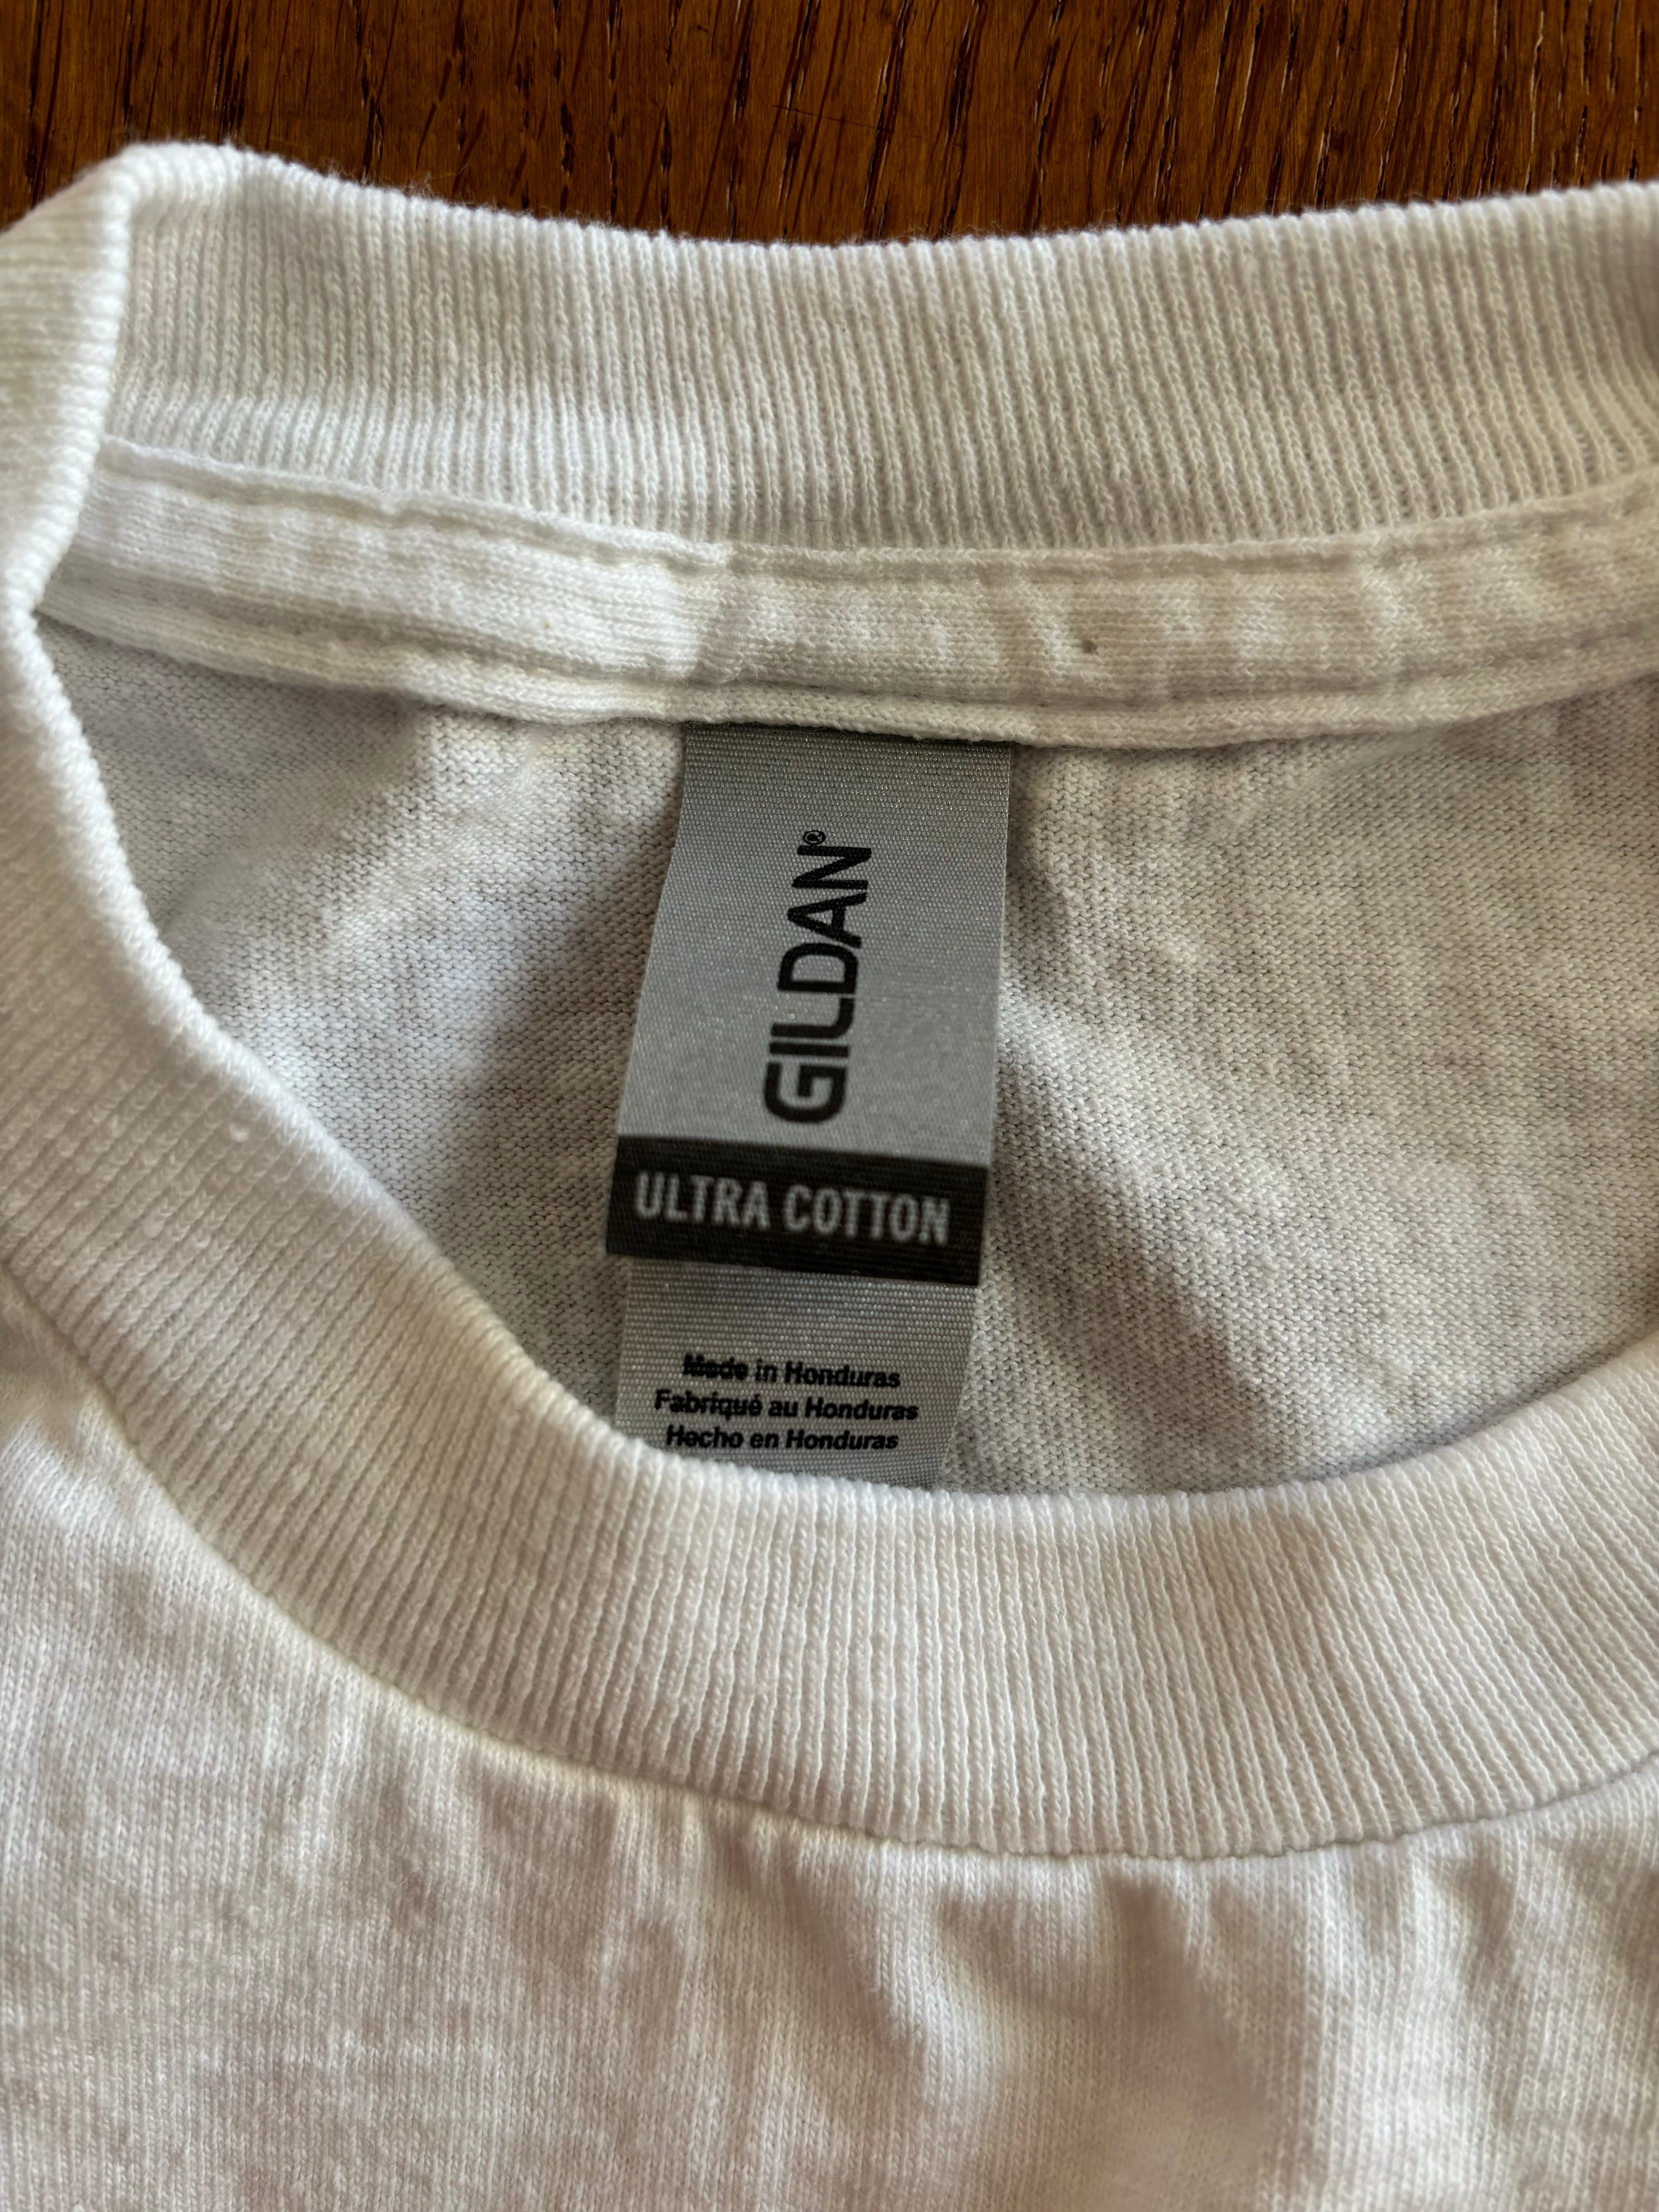 GILDAN®
ULTRA COTTON
Made in Honduras
Fabriqué au Honduras
Hecho en Honduras